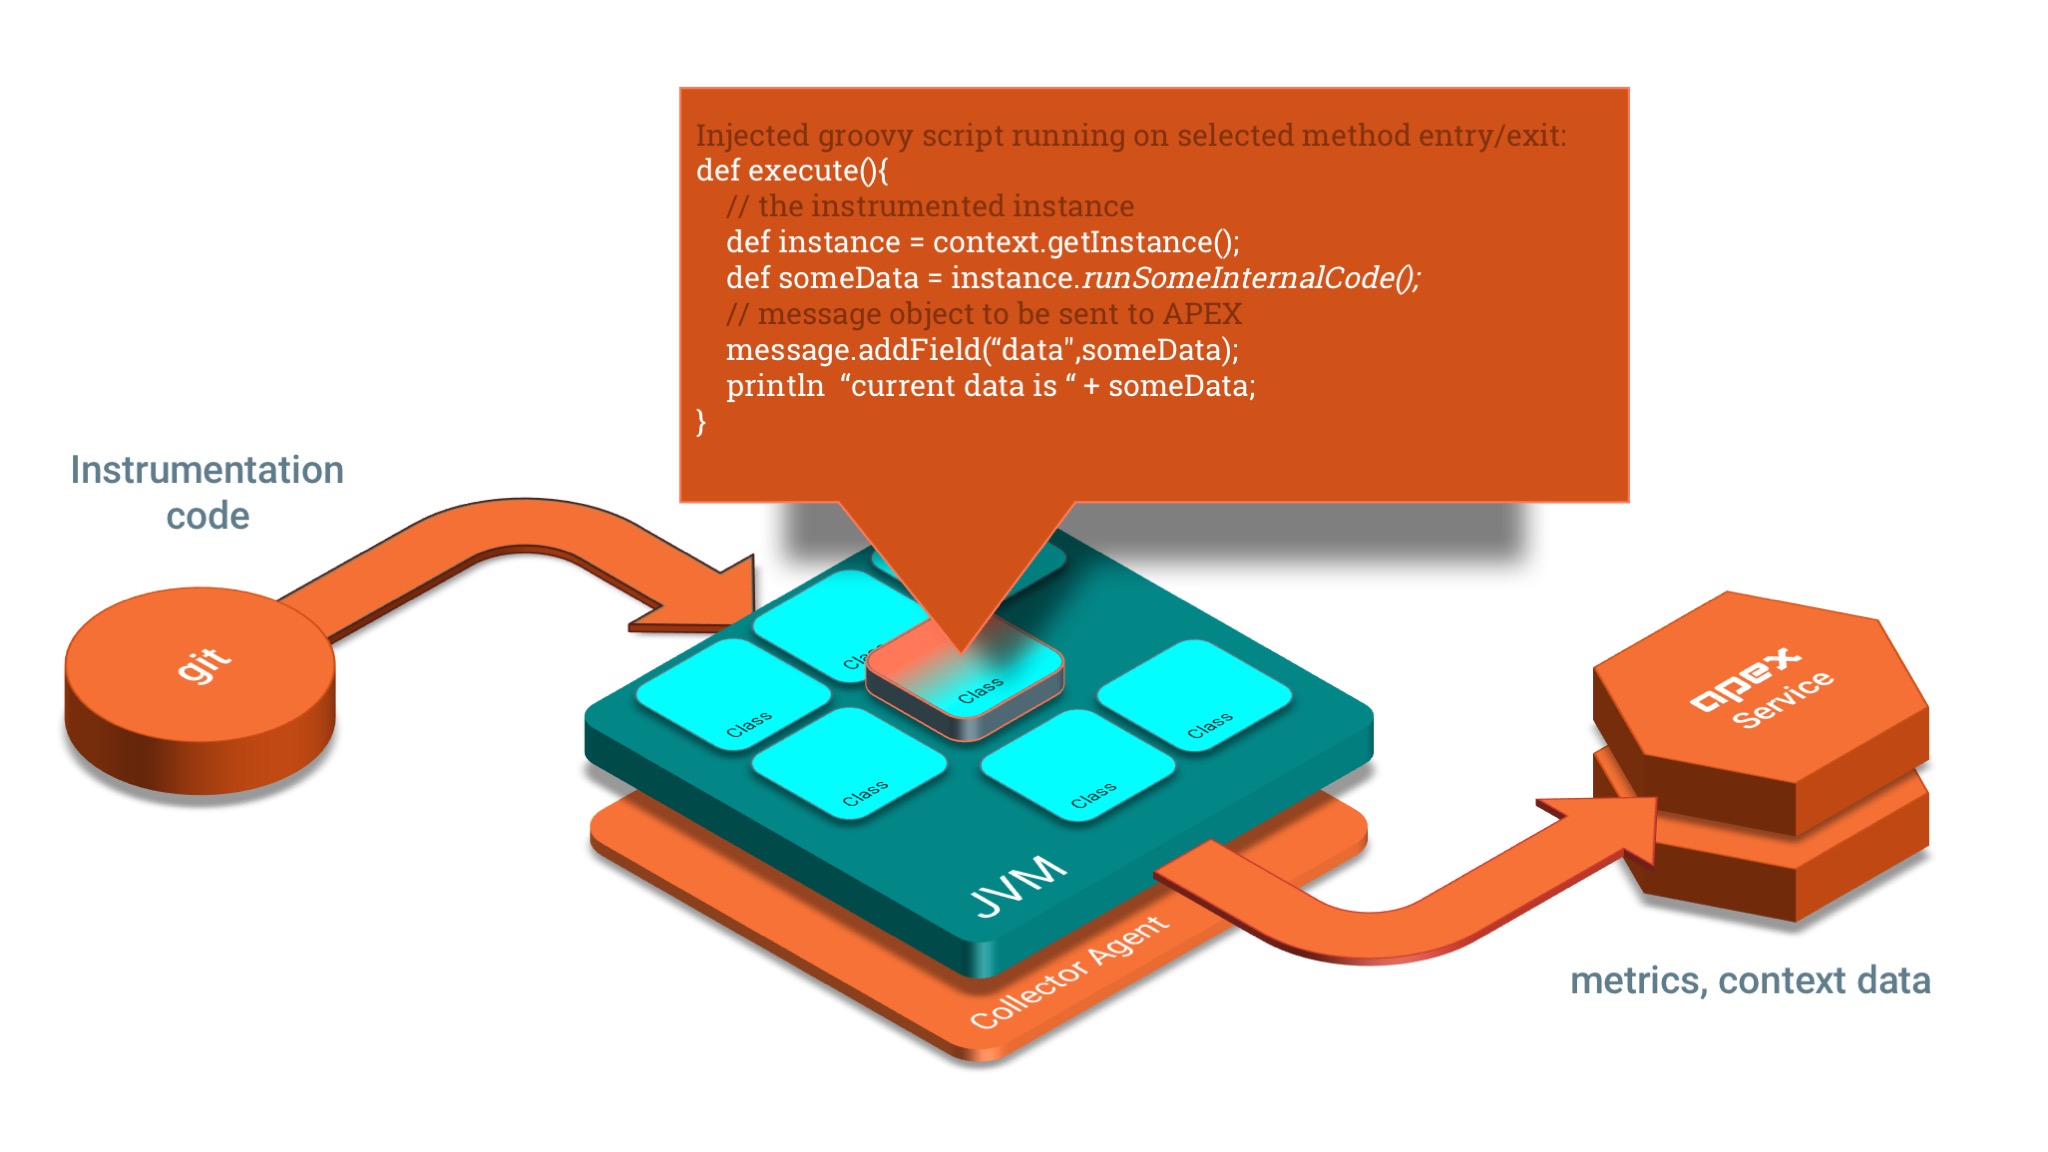 Injected groovy script running on selected method entry/exit:
def execute(){
// the instrumented instance
def instance = context.getInstance();
def someData = instance.runSomeInternalCode();
// message object to be sent to APEX
message.addField(“data",someData);
println “current data is “ + someData;
}
Instrumentation
code
git
Class
Class
Class
Class
Class
Class
JVM
Collector Agent
apex
Service
metrics, context data